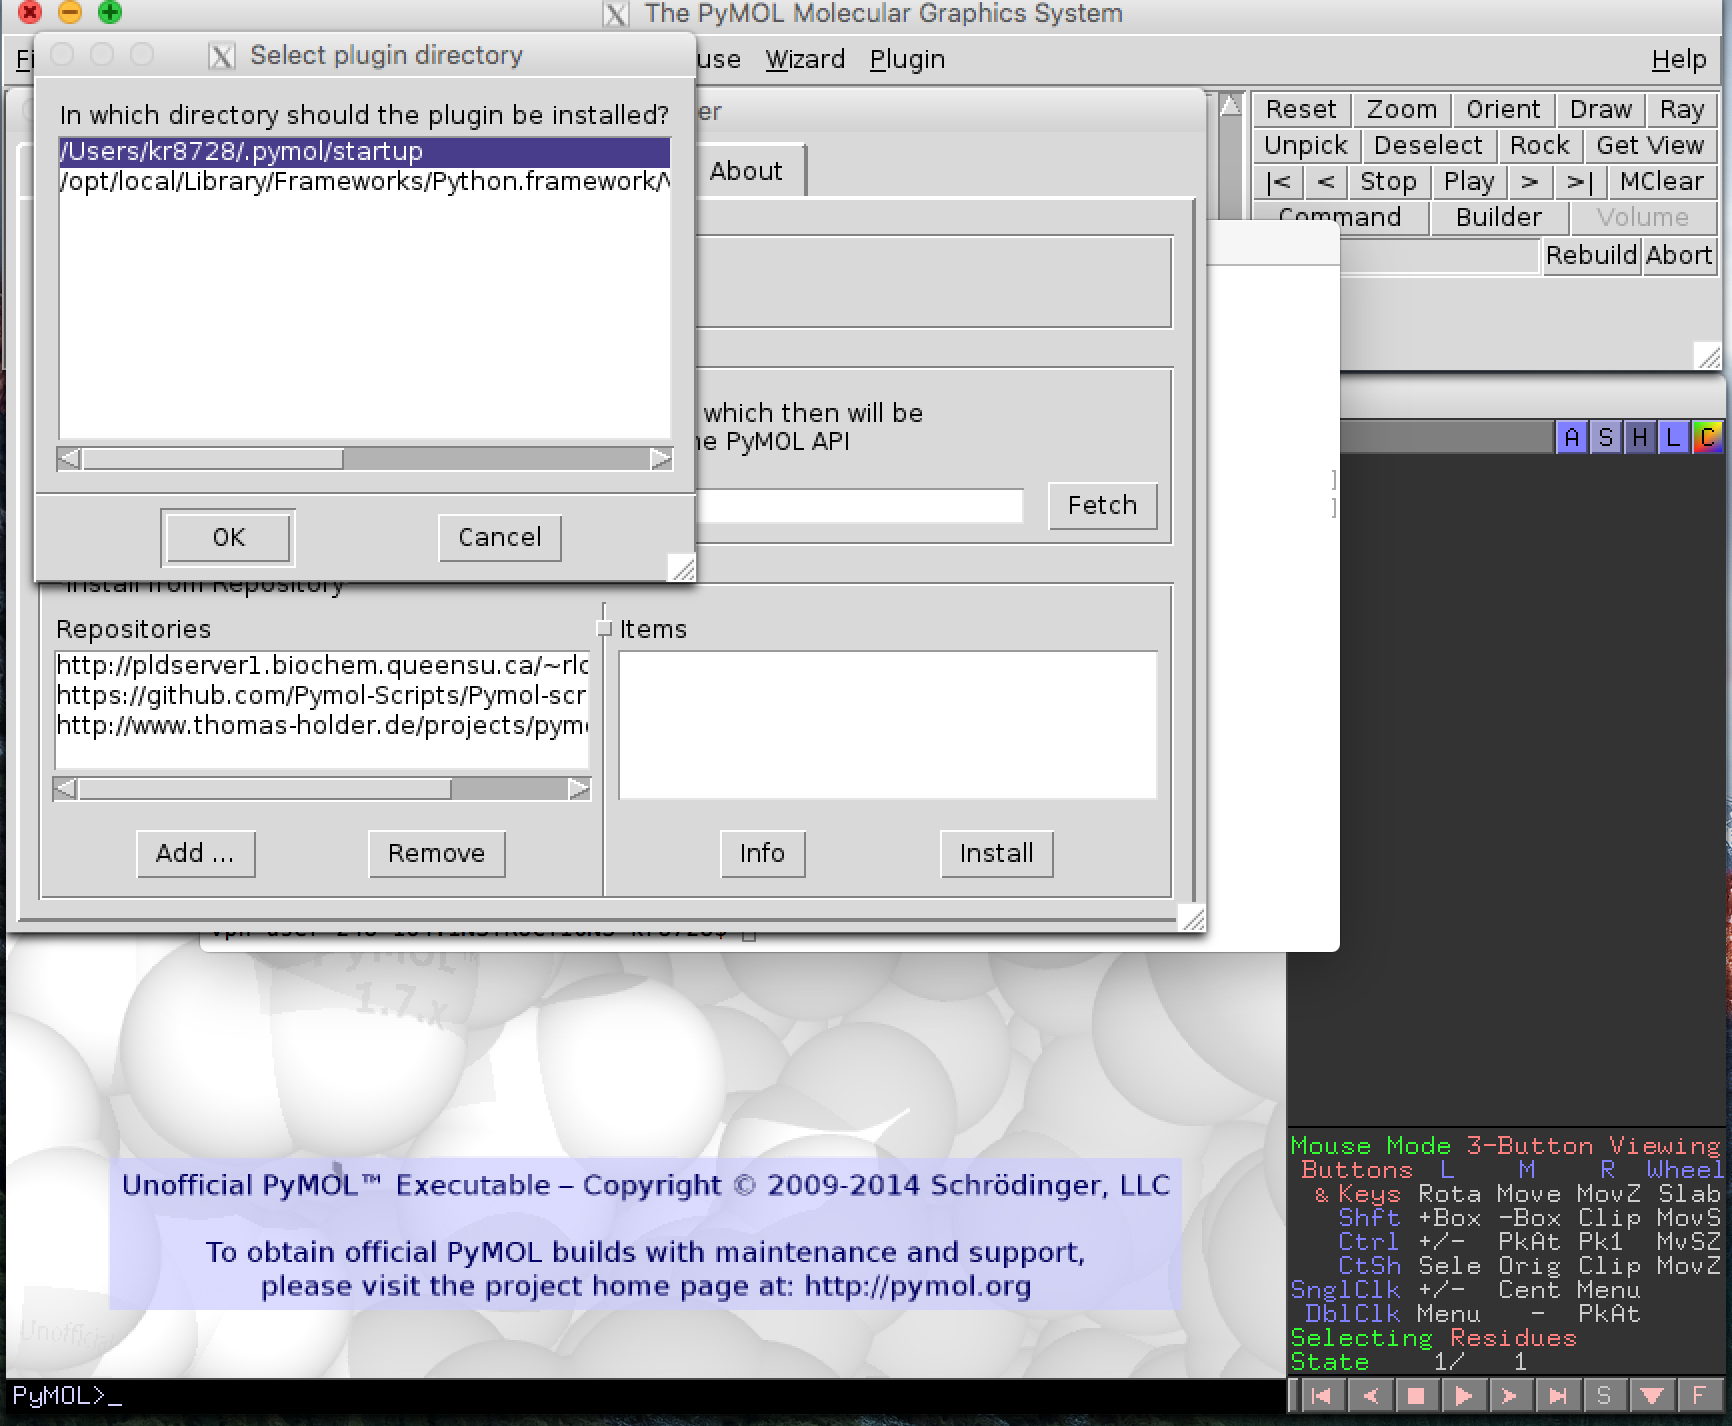 The PyMOL Molecular Graphics System
Select plugin directory
Wizard Plugin Help
In which directory should the plugin be installed?
/Users/kr8728/.pymol/startup
/opt/local/Library/Frameworks/Python.framework/
OK Cancel
About
which then will be
PyMOL API
Fetch
Install from Repository
Repositories
http://pldserver1.biochem.queensu.ca/~rlc
https://github.com/Pymol-Scripts/Pymol-scr
http://www.thomas-holder.de/projects/pym
Add ... Remove
Items
Info Install
Reset Zoom Orient Draw Ray
Unpick Deselect Rock Get View
|< < Stop Play > >| MClear
Command Builder Volume
Rebuild Abort
A S H L C
PyMOL™
1.7.x
Unofficial PyMOL™ Executable – Copyright © 2009-2014 Schrödinger, LLC
To obtain official PyMOL builds with maintenance and support,
please visit the project home page at: http://pymol.org
Mouse Mode 3-Button Viewing
Buttons L M R Wheel
& Keys Rota Move MovZ Slab
Shft +Box -Box Clip MovS
Ctrl +/- PkAt Pk1 MvSZ
CtSh Sele Orig Clip MovZ
SnglClk +/- Cent Menu
DblClk Menu - PkAt
Selecting Residues
State 1/ 1
S F
PyMOL>_